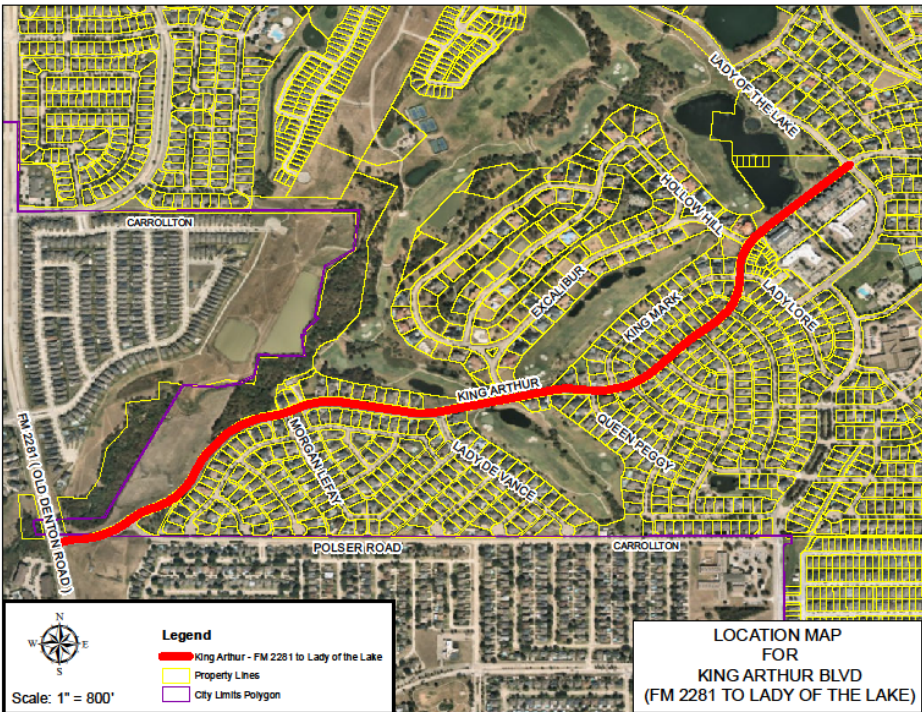 LADY OF THE LAKE
HOLLOW HILL
CARROLLTON
EXCALIBUR
LADY LORE
KING MARK
KING ARTHUR
FM 2281 ( OLD DENTON ROAD))
MORGAN LEFAY
LADY DE VANCE
QUEEN PEGGY
POLSER ROAD
CARROLLTON
N
W
E
S
Scale: 1" = 800'
Legend
King Arthur - FM 2281 to Lady of the Lake
Property Lines
City Limits Polygon
LOCATION MAP
FOR
KING ARTHUR BLVD
(FM 2281 TO LADY OF THE LAKE)